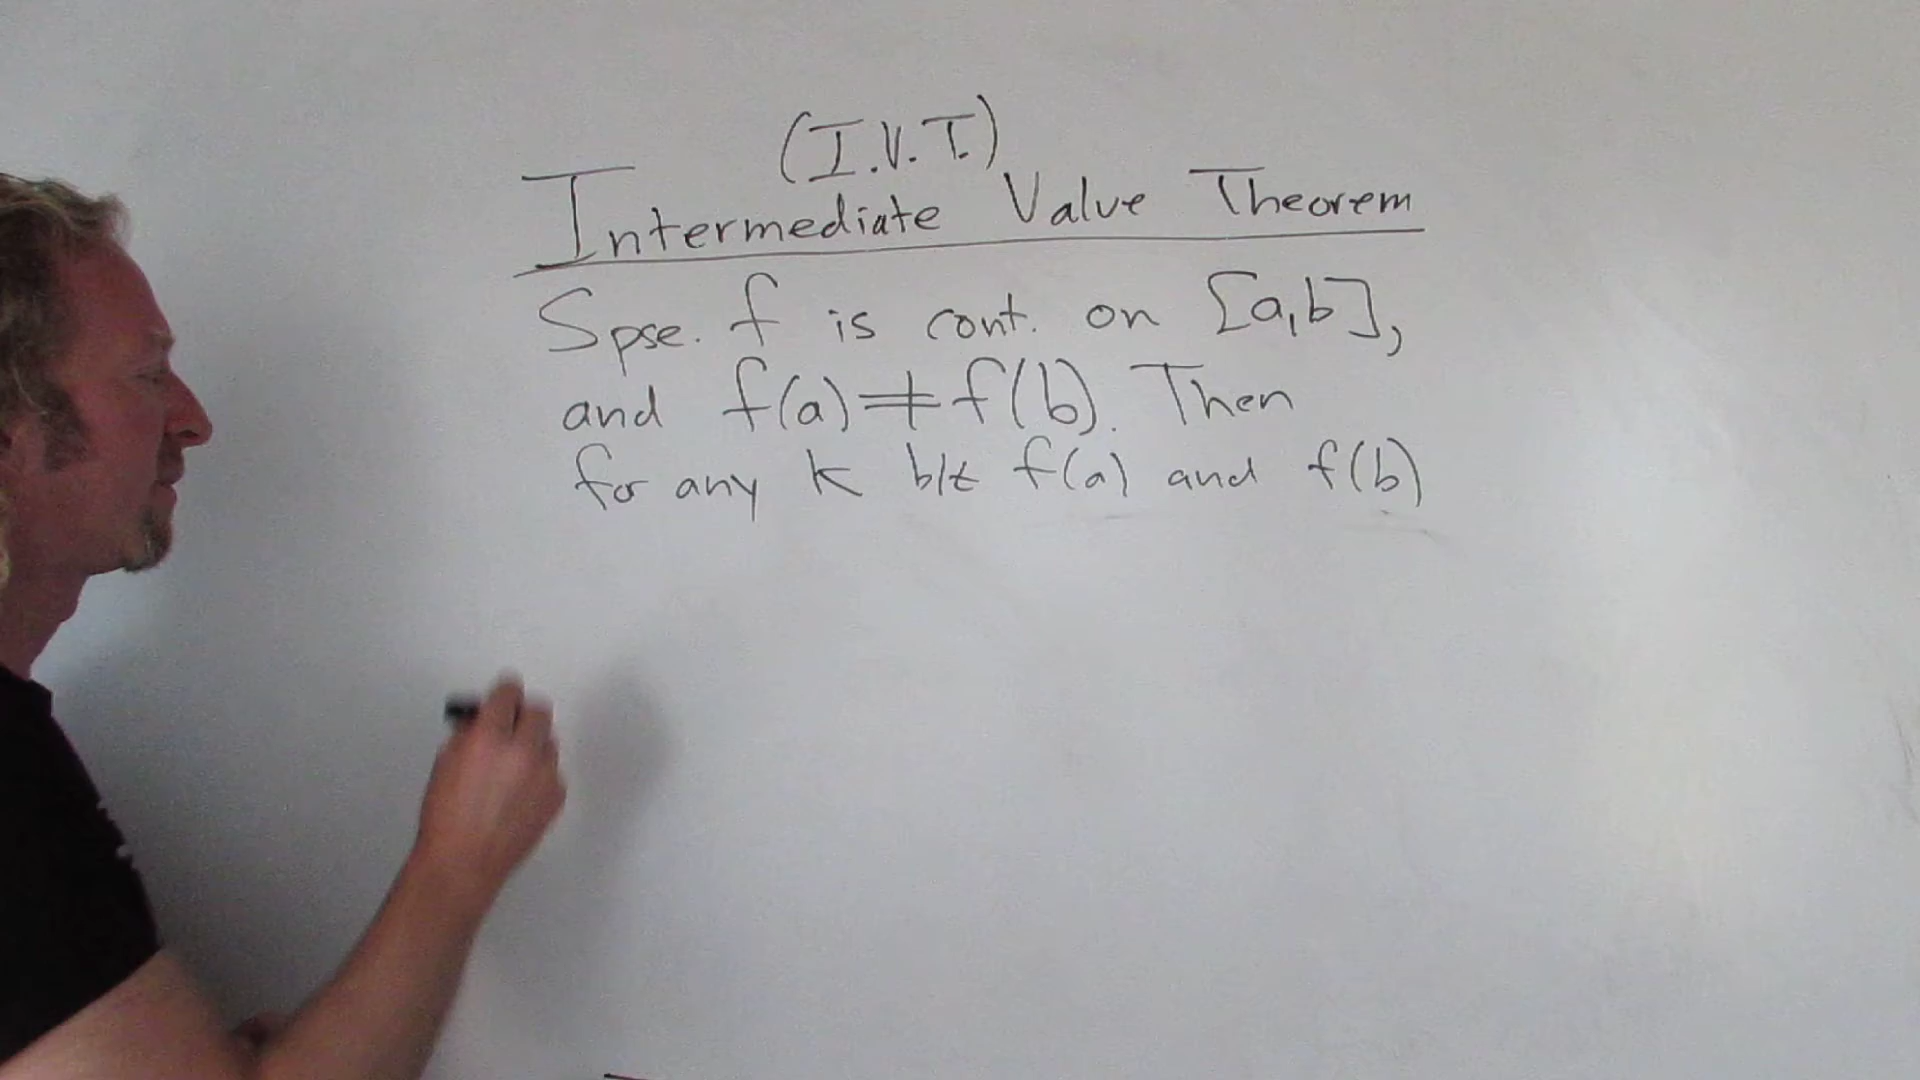 (I.V.T.)
Intermediate Value Theorem
Spse. f is cont. on [a,b],
and f(a) ≠ f(b). Then
for any k b/t f(a) and f(b)